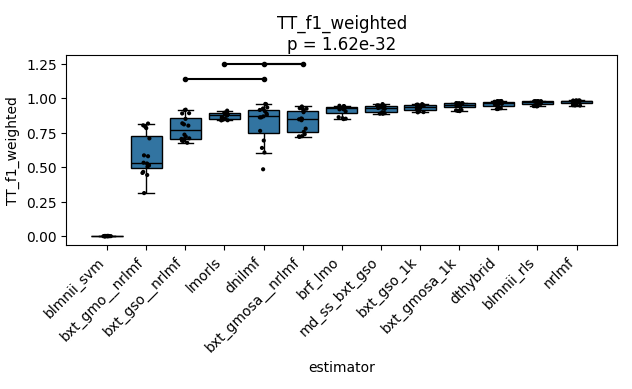 TT_f1_weighted
p = 1.62e-32
TT_f1_weighted
1.25
1.00
0.75
0.50
0.25
0.00
blmnii_svm
bxt_gmo__nrlmf
bxt_gso__nrlmf
lmorls
dnilmf
bxt_gmosa__nrlmf
brf_lmo
md_ss_bxt_gso
bxt_gso_1k
bxt_gmosa_1k
dthybrid
blmnii_rls
nrlmf
estimator